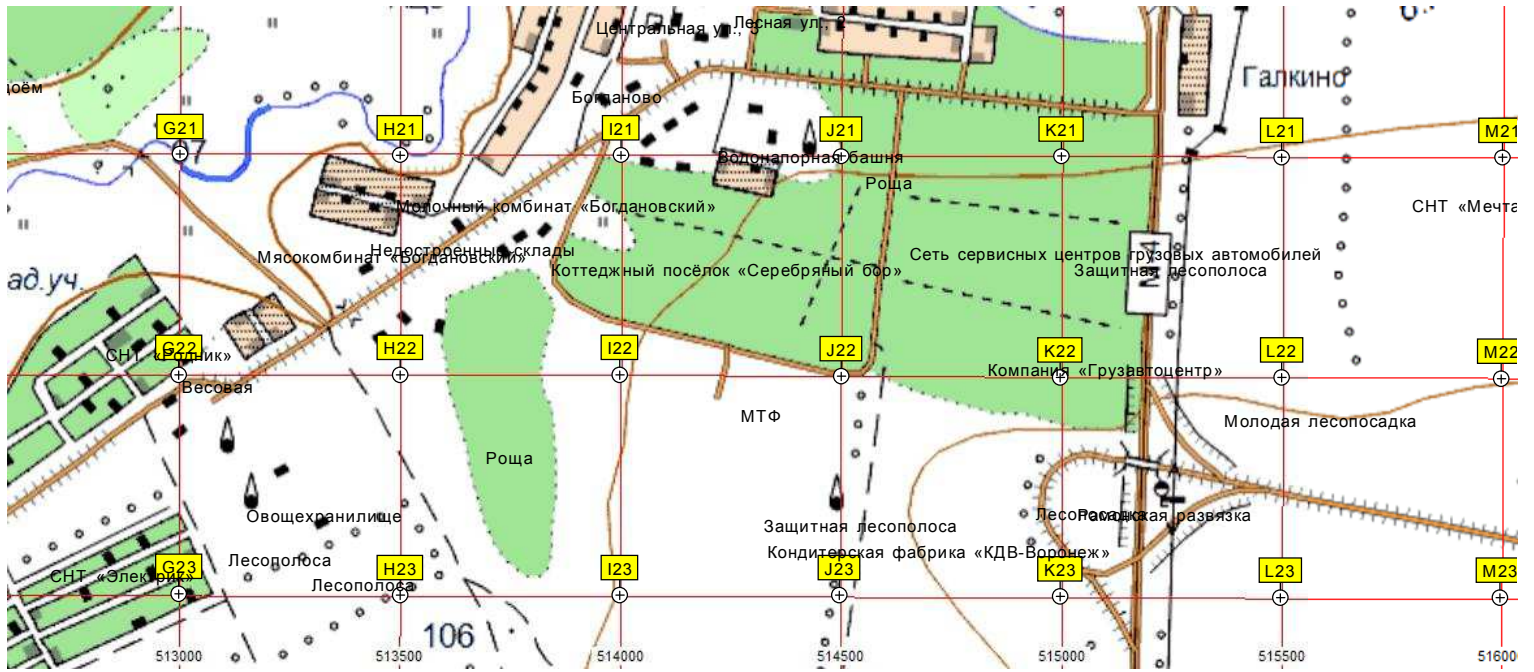 Лесная ул., 2
Центральная ул., 3
Галкино
Богданово
G21
H21
I21
J21
K21
L21
M21
Водонапорная башня
Роща
Молочный комбинат «Богдановский»
СНТ «Мечта
Недостроенные склады
Мясокомбинат «Богдановский»
Сеть сервисных центров грузовых автомобилей
Коттеджный посёлок «Серебряный бор»
Защитная лесополоса
М-4
ад.уч.
G22
H22
I22
J22
K22
L22
M22
СНТ «Родник»
Компания «Грузавтоцентр»
Весовая
МТФ
Молодая лесопосадка
Роща
Овощехранилище
Защитная лесополоса
Лесопосадка
Рамонская развязка
Кондитерская фабрика «КДВ-Воронеж»
Лесополоса
СНТ «Электрик»
Лесополоса
G23
H23
I23
J23
K23
L23
M23
106
513000
513500
514000
514500
515000
515500
516000